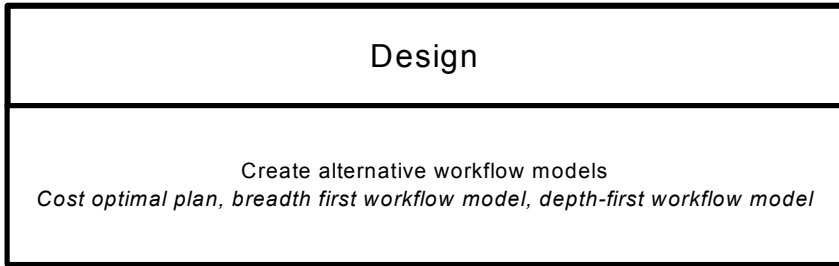 Design
Create alternative workflow models
Cost optimal plan, breadth first workflow model, depth-first workflow model